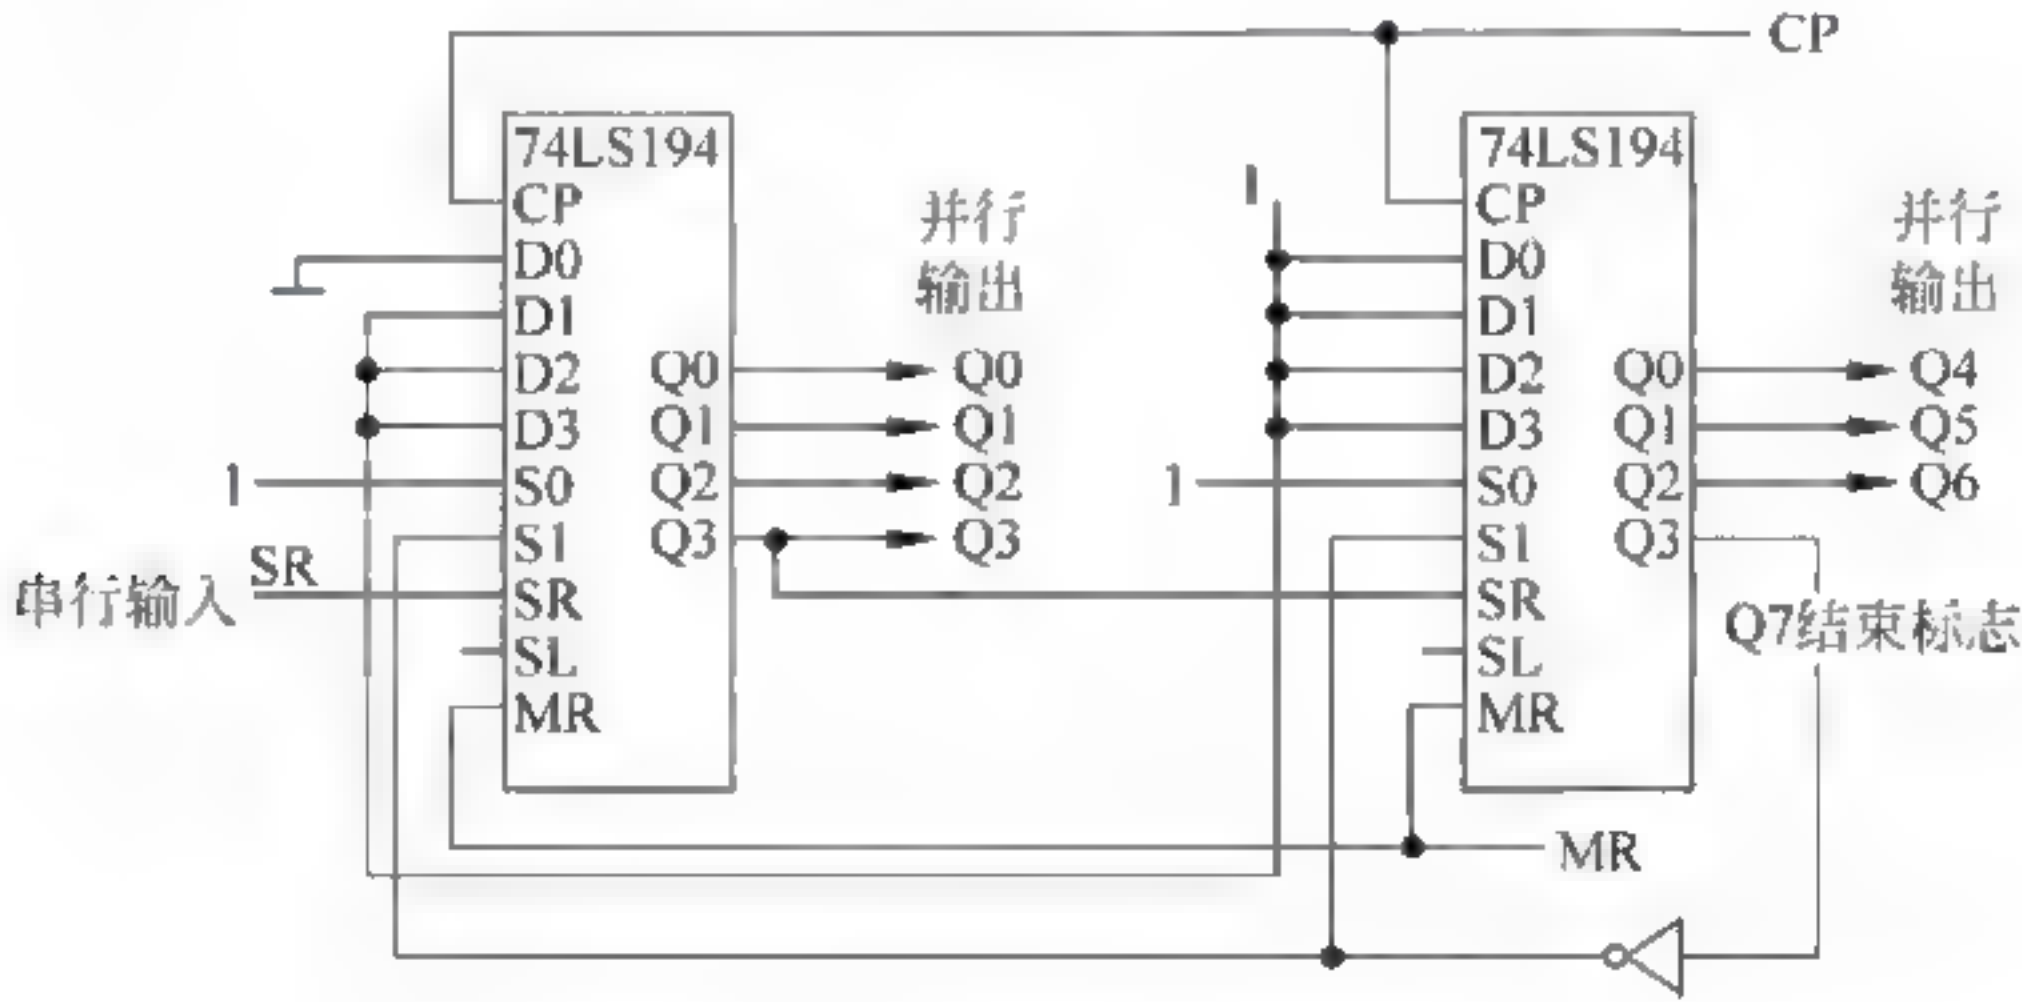 CP
74LS194
CP
D0
D1
D2
D3
S0
S1
SR
SL
MR
Q0
Q1
Q2
Q3
1
串行输入
SR
并行
输出
Q0
Q1
Q2
Q3
1
1
74LS194
CP
D0
D1
D2
D3
S0
S1
SR
SL
MR
Q0
Q1
Q2
Q3
并行
输出
Q4
Q5
Q6
Q7结束标志
MR